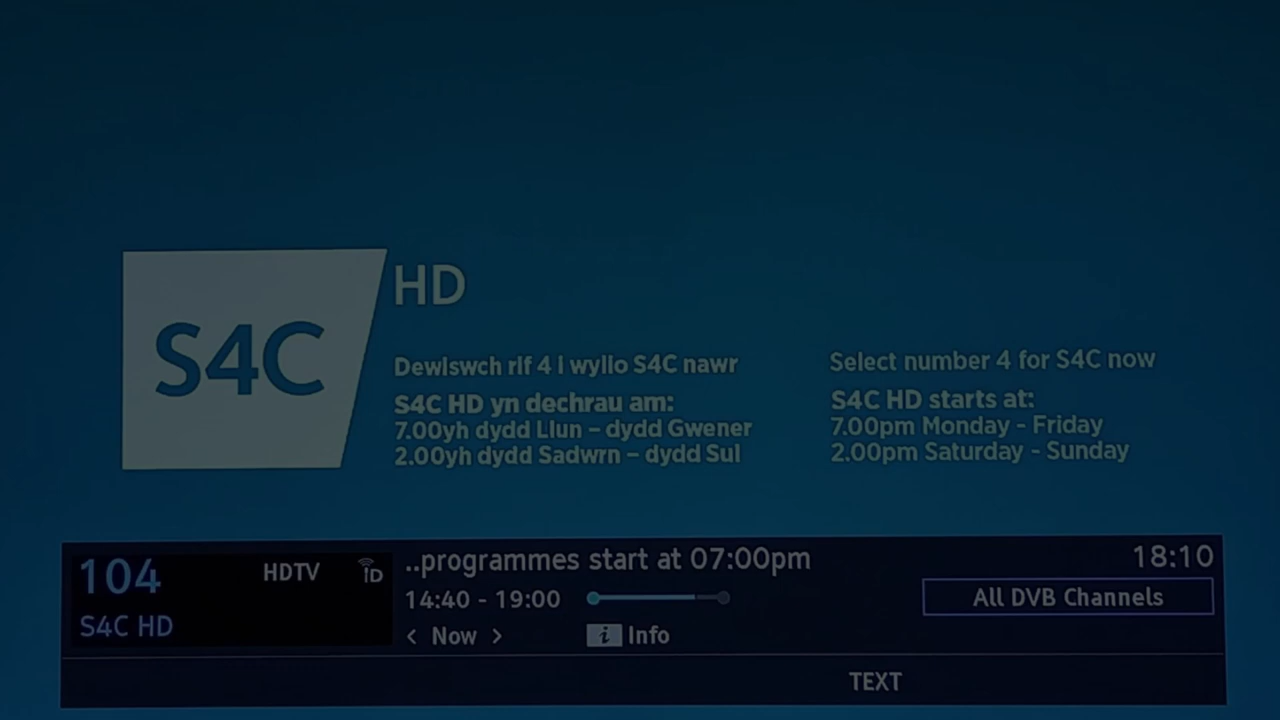 S4C
HD
Dewiswch rif 4 i wylio S4C nawr
S4C HD yn dechrau am:
7.00yh dydd Llun – dydd Gwener
2.00yh dydd Sadwrn – dydd Sul
Select number 4 for S4C now
S4C HD starts at:
7.00pm Monday - Friday
2.00pm Saturday - Sunday
104
HDTV
iD
S4C HD
..programmes start at 07:00pm
18:10
14:40 - 19:00
All DVB Channels
< Now >
i Info
TEXT